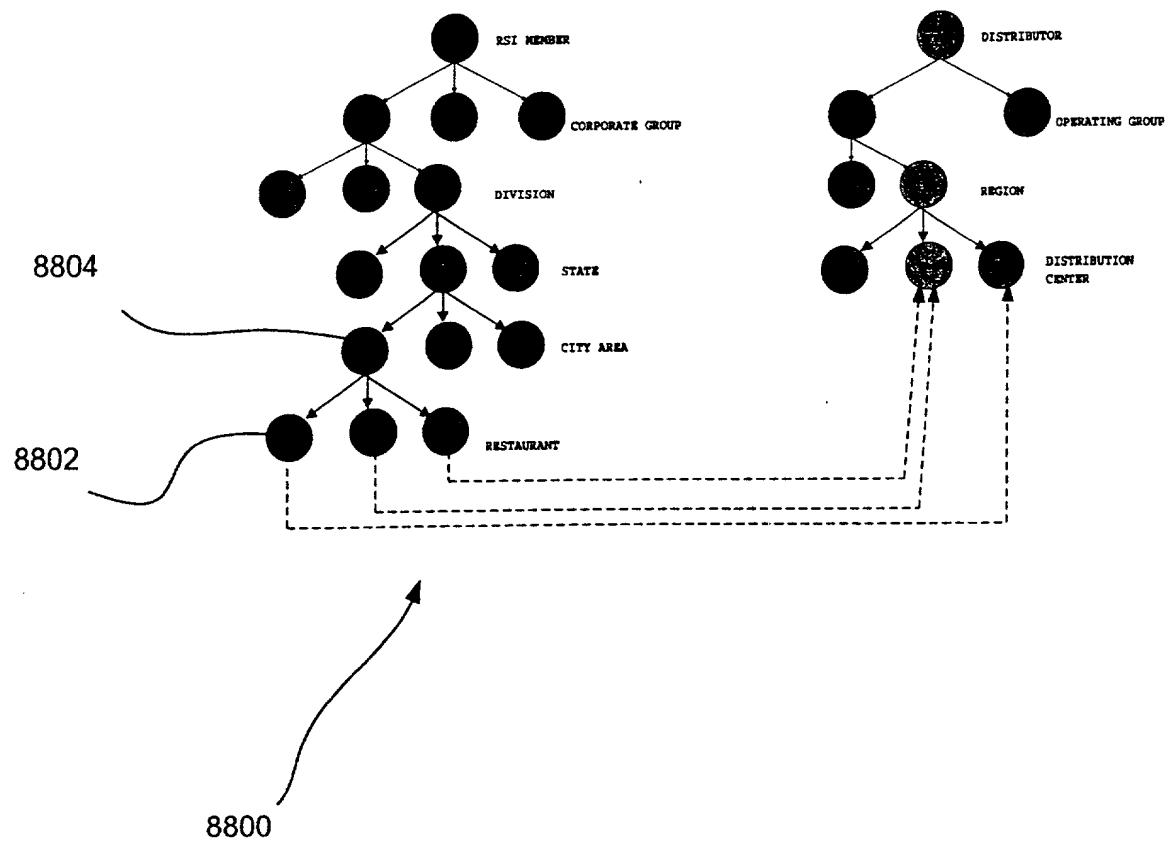 RSI MEMBER
DISTRIBUTOR
CORPORATE GROUP
OPERATING GROUP
DIVISION
REGION
8804
STATE
DISTRIBUTION
CENTER
CITY AREA
8802
RESTAURANT
8800